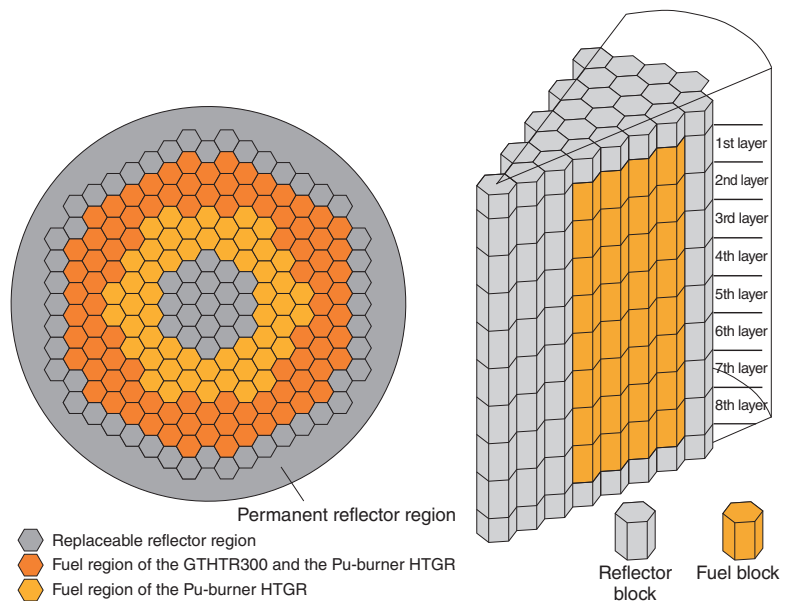 Permanent reflector region
Replaceable reflector region
Fuel region of the GTHTR300 and the Pu-burner HTGR
Fuel region of the Pu-burner HTGR
1st layer
2nd layer
3rd layer
4th layer
5th layer
6th layer
7th layer
8th layer
Reflector
block
Fuel block